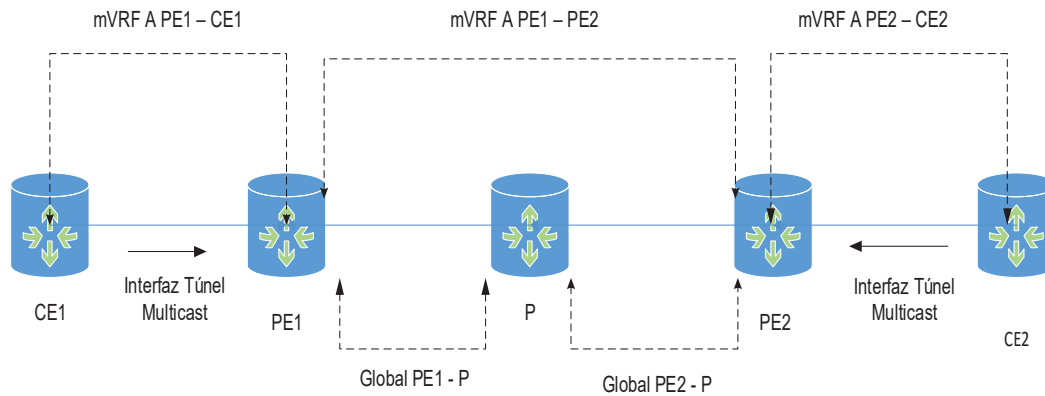 mVRF A PE1 – CE1
mVRF A PE1 – PE2
mVRF A PE2 – CE2
Interfaz Túnel
Multicast
Interfaz Túnel
Multicast
CE1
PE1
P
PE2
CE2
Global PE1 - P
Global PE2 - P